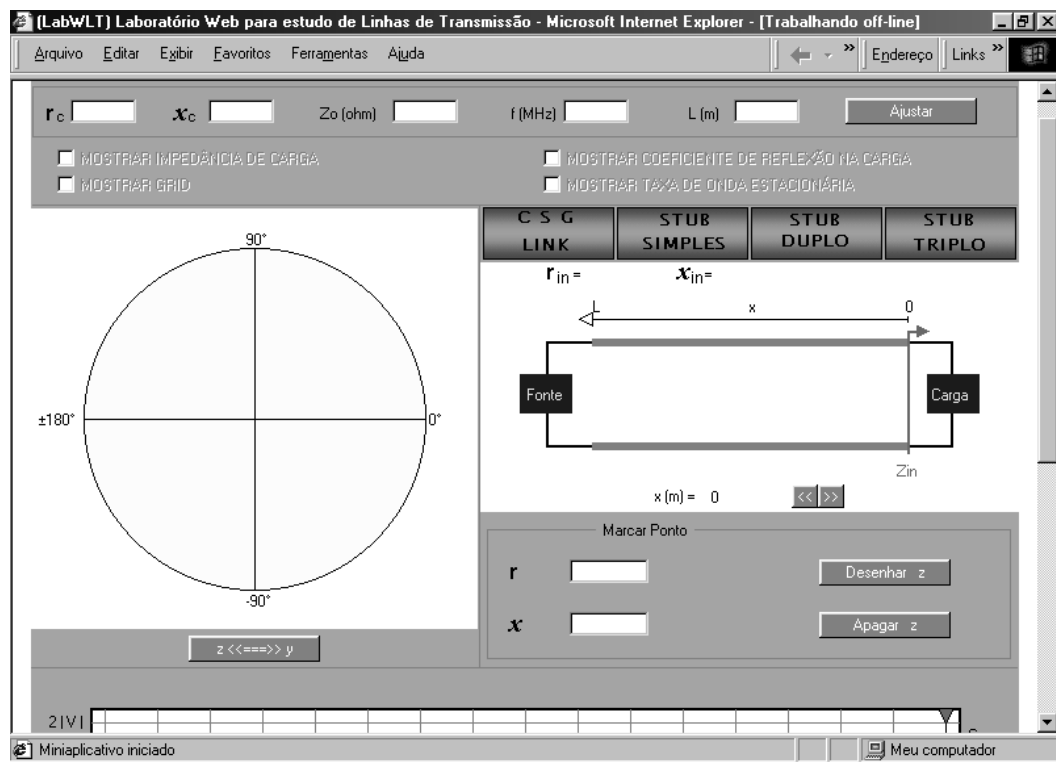 (LabWLT) Laboratório Web para estudo de Linhas de Transmissão - Microsoft Internet Explorer - [Trabalhando off-line]
Arquivo Editar Exibir Favoritos Ferramentas Ajuda » Endereço Links »
rc xc Zo (ohm) f (MHz) L (m) Ajustar
MOSTRAR IMPEDÂNCIA DE CARGA MOSTRAR COEFICIENTE DE REFLEXÃO NA CARGA
MOSTRAR GRID MOSTRAR TAXA DE ONDA ESTACIONÁRIA
C S G LINK
STUB SIMPLES
STUB DUPLO
STUB TRIPLO
90°
±180° 0°
-90°
z <<===>> y
rin = xin=
L x 0
Fonte Carga
Zin
x (m) = 0 << >>
Marcar Ponto
r Desenhar z
x Apagar z
2|V|
Miniaplicativo iniciado Meu computador